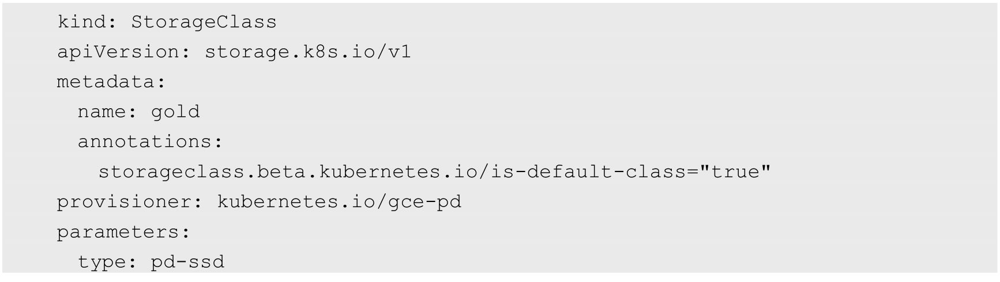 kind: StorageClass
apiVersion: storage.k8s.io/v1
metadata:
  name: gold
  annotations:
    storageclass.beta.kubernetes.io/is-default-class="true"
provisioner: kubernetes.io/gce-pd
parameters:
  type: pd-ssd